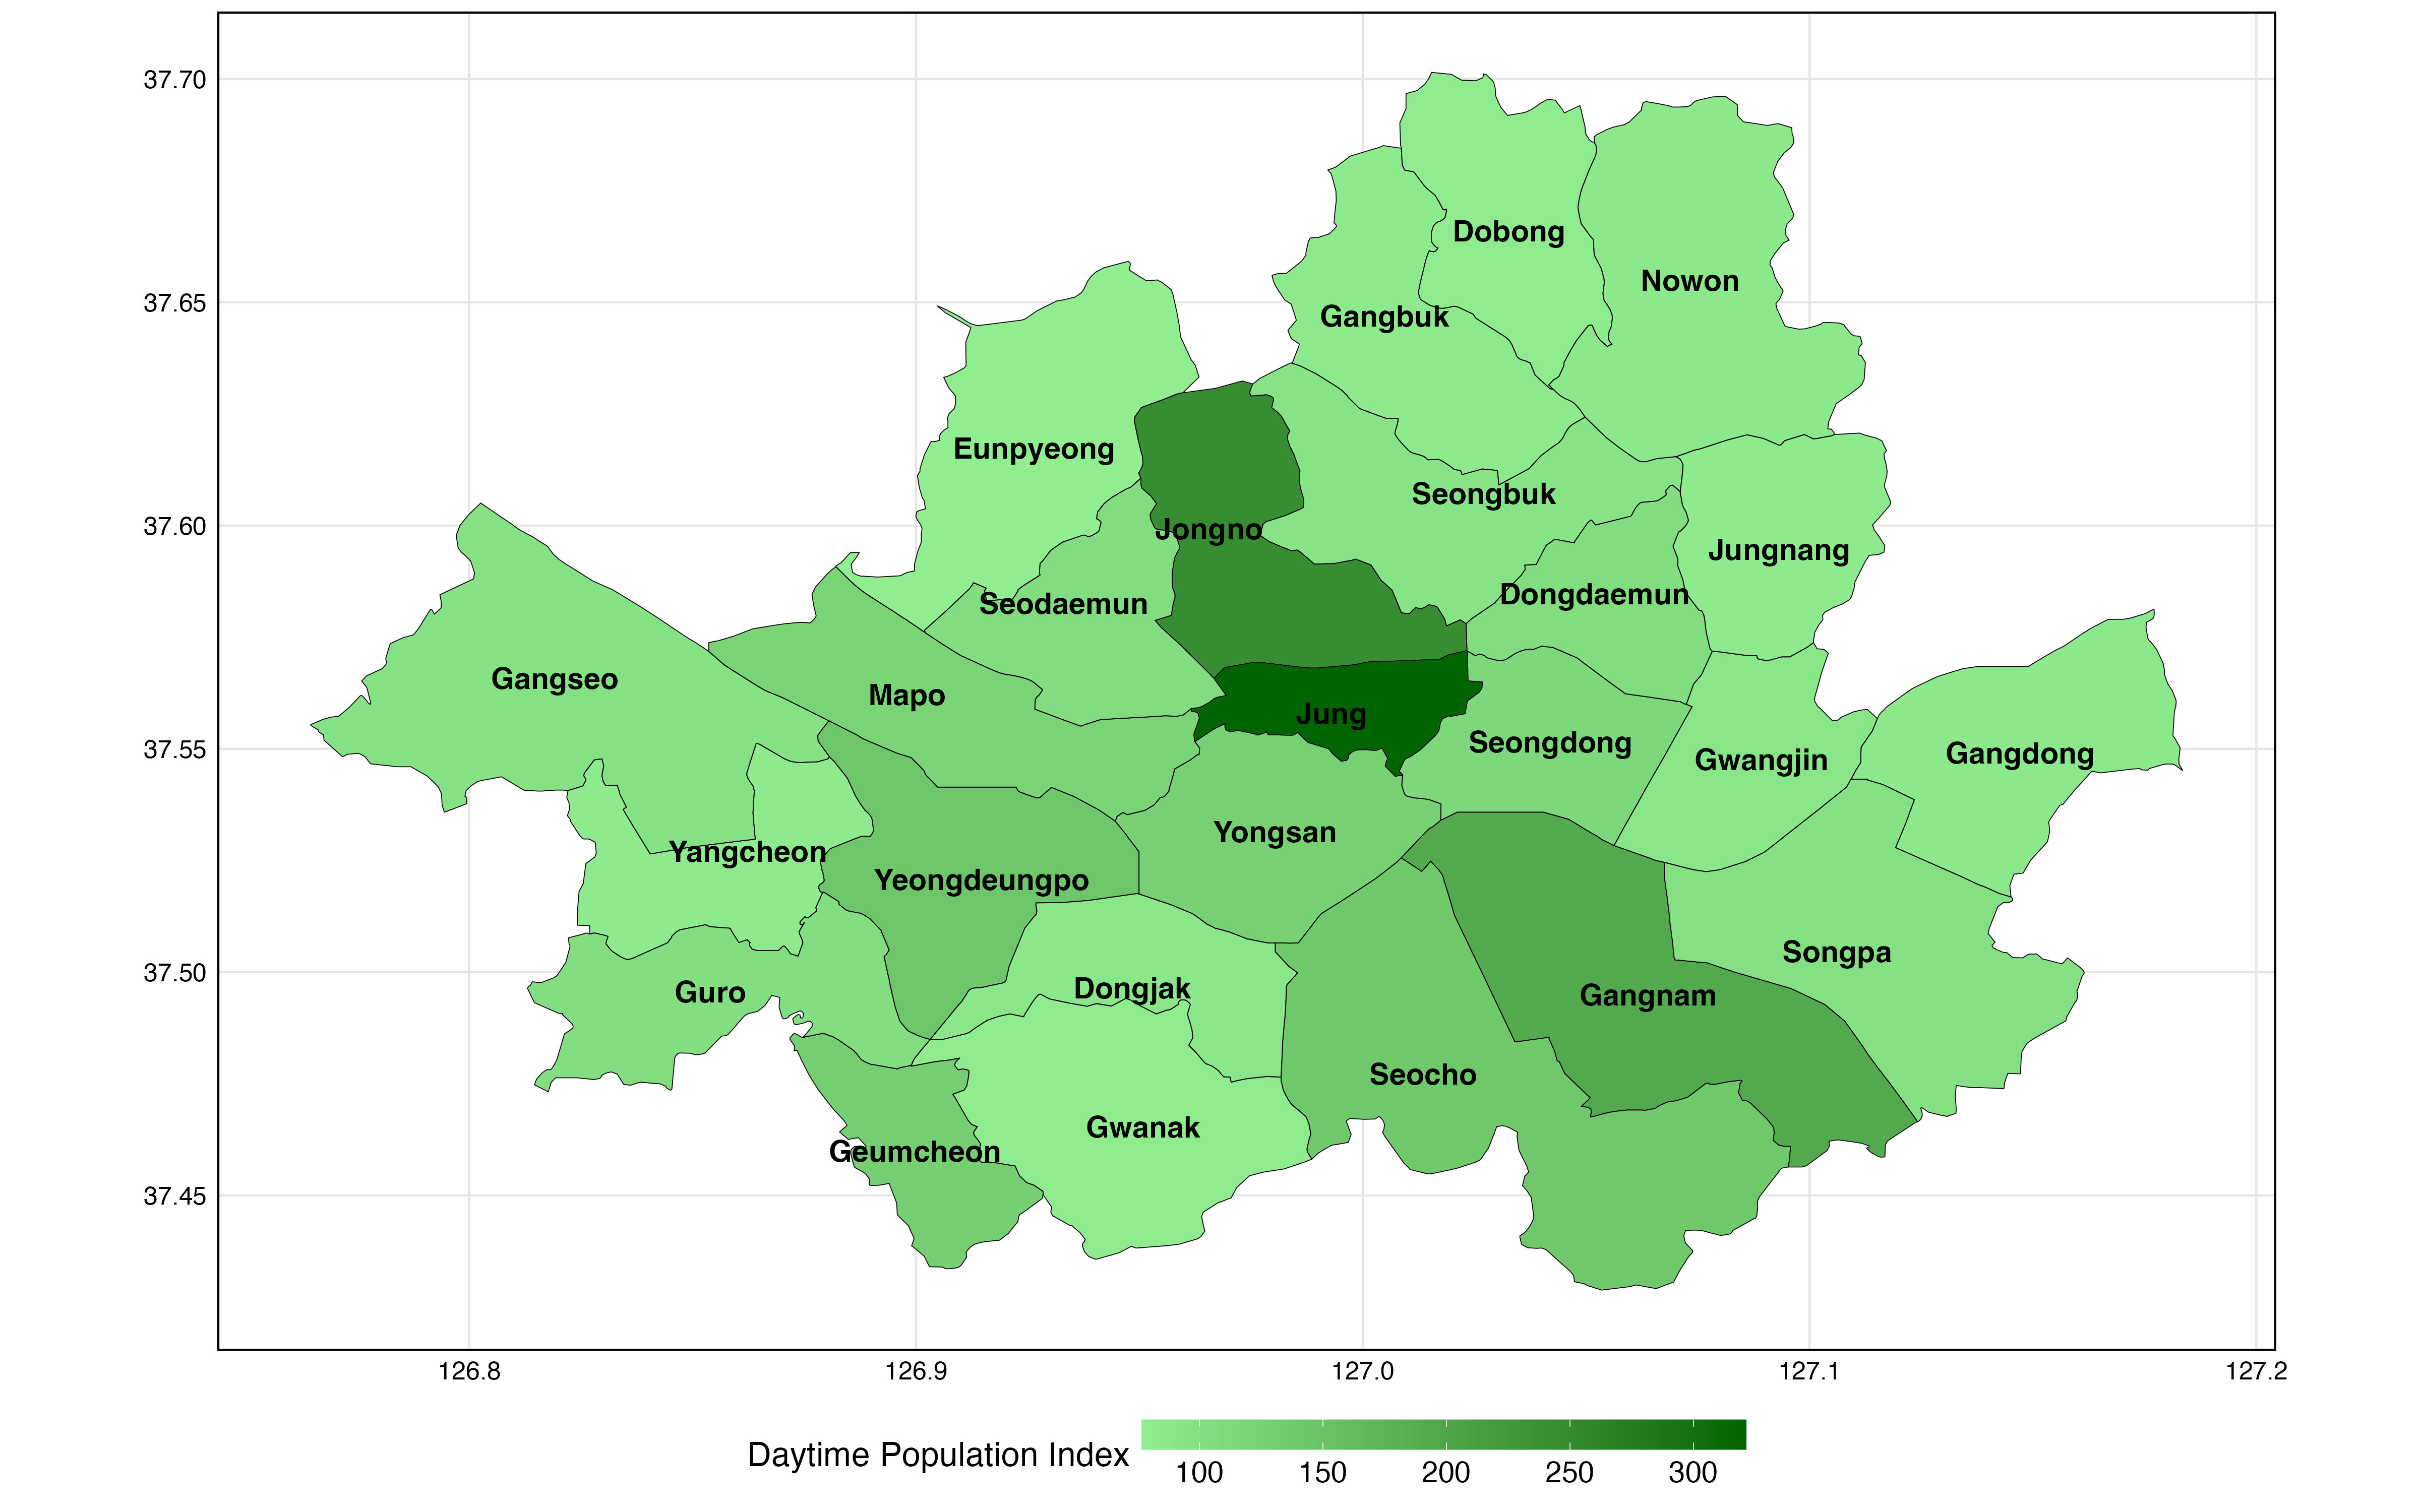 37.70
37.65
37.60
37.55
37.50
37.45
Dobong
Nowon
Gangbuk
Eunpyeong
Seongbuk
Jongno
Jungnang
Dongdaemun
Seodaemun
Gangseo
Mapo
Jung
Seongdong
Gwangjin
Gangdong
Yongsan
Yangcheon
Yeongdeungpo
Songpa
Guro
Dongjak
Gangnam
Seocho
Gwanak
Geumcheon
126.8 126.9 127.0 127.1 127.2
Daytime Population Index
100 150 200 250 300